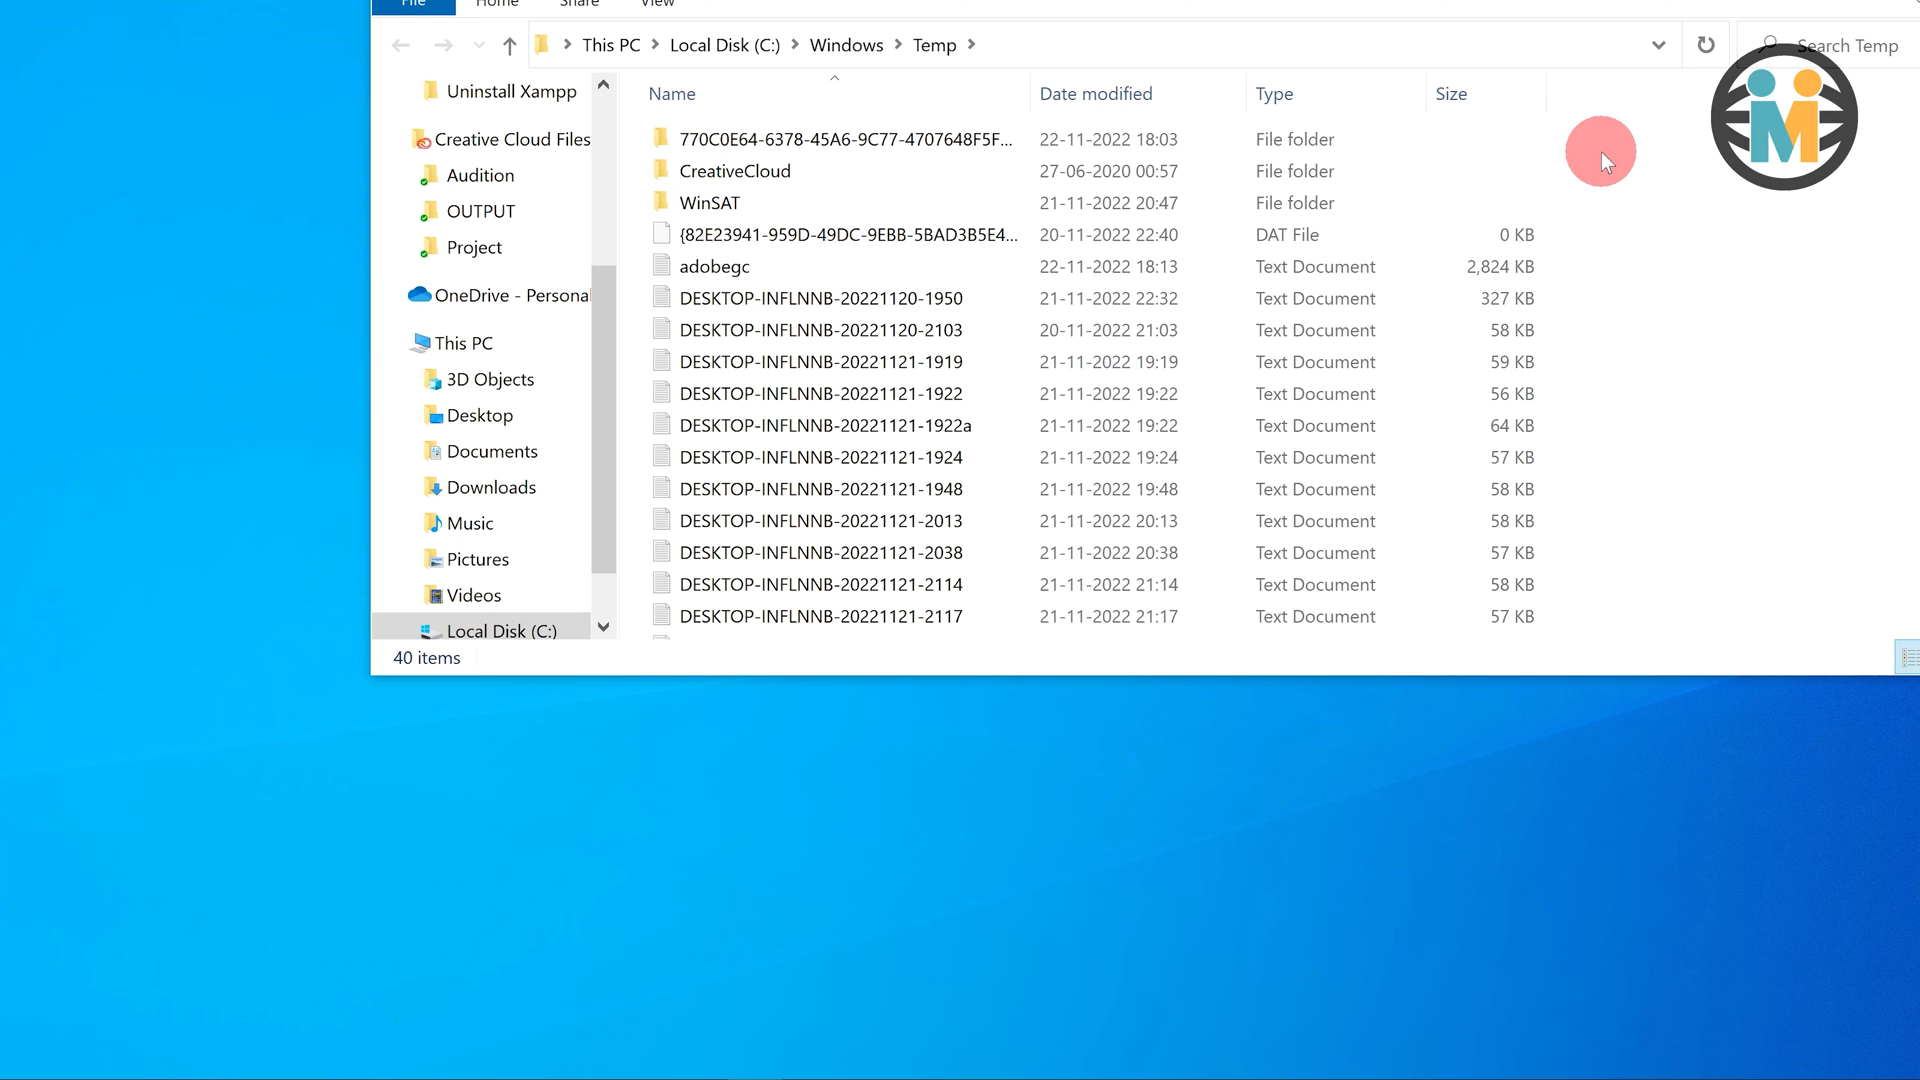 File Home Share View
This PC Local Disk (C:) Windows Temp Search Temp
Name Date modified Type Size
Uninstall Xampp
Creative Cloud Files
Audition
OUTPUT
Project
OneDrive - Personal
This PC
3D Objects
Desktop
Documents
Downloads
Music
Pictures
Videos
Local Disk (C:)
770C0E64-6378-45A6-9C77-4707648F5F... 22-11-2022 18:03 File folder
CreativeCloud 27-06-2020 00:57 File folder
WinSAT 21-11-2022 20:47 File folder
{82E23941-959D-49DC-9EBB-5BAD3B5E4... 20-11-2022 22:40 DAT File 0 KB
adobegc 22-11-2022 18:13 Text Document 2,824 KB
DESKTOP-INFLNNB-20221120-1950 21-11-2022 22:32 Text Document 327 KB
DESKTOP-INFLNNB-20221120-2103 20-11-2022 21:03 Text Document 58 KB
DESKTOP-INFLNNB-20221121-1919 21-11-2022 19:19 Text Document 59 KB
DESKTOP-INFLNNB-20221121-1922 21-11-2022 19:22 Text Document 56 KB
DESKTOP-INFLNNB-20221121-1922a 21-11-2022 19:22 Text Document 64 KB
DESKTOP-INFLNNB-20221121-1924 21-11-2022 19:24 Text Document 57 KB
DESKTOP-INFLNNB-20221121-1948 21-11-2022 19:48 Text Document 58 KB
DESKTOP-INFLNNB-20221121-2013 21-11-2022 20:13 Text Document 58 KB
DESKTOP-INFLNNB-20221121-2038 21-11-2022 20:38 Text Document 57 KB
DESKTOP-INFLNNB-20221121-2114 21-11-2022 21:14 Text Document 58 KB
DESKTOP-INFLNNB-20221121-2117 21-11-2022 21:17 Text Document 57 KB
40 items
M